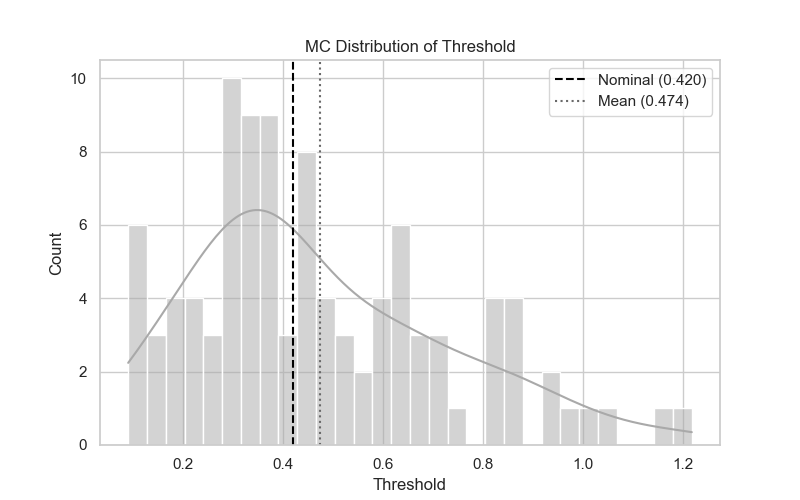 MC Distribution of Threshold
Nominal (0.420)
Mean (0.474)
Count
10
8
6
4
2
0
0.2 0.4 0.6 0.8 1.0 1.2
Threshold